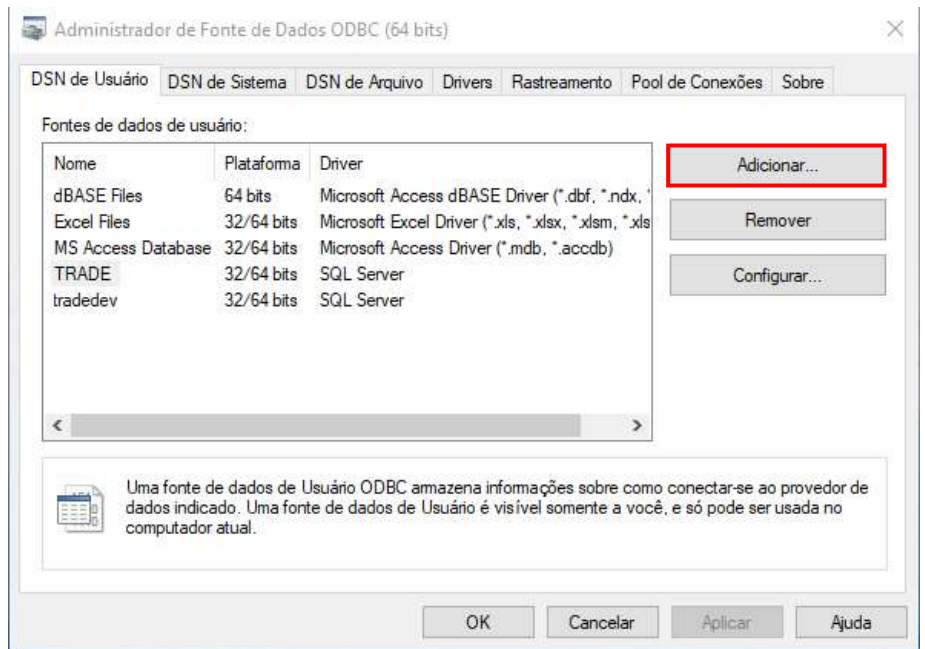 Administrador de Fonte de Dados ODBC (64 bits)
DSN de Usuário DSN de Sistema DSN de Arquivo Drivers Rastreamento Pool de Conexões Sobre
Fontes de dados de usuário:
Nome Plataforma Driver
dBASE Files 64 bits Microsoft Access dBASE Driver (*.dbf, *.ndx, *
Excel Files 32/64 bits Microsoft Excel Driver (*.xls, *.xlsx, *.xlsm, *.xls
MS Access Database 32/64 bits Microsoft Access Driver (*.mdb, *.accdb)
TRADE 32/64 bits SQL Server
tradedev 32/64 bits SQL Server
Adicionar...
Remover
Configurar...
Uma fonte de dados de Usuário ODBC armazena informações sobre como conectar-se ao provedor de
dados indicado. Uma fonte de dados de Usuário é visível somente a você, e só pode ser usada no
computador atual.
OK Cancelar Aplicar Ajuda